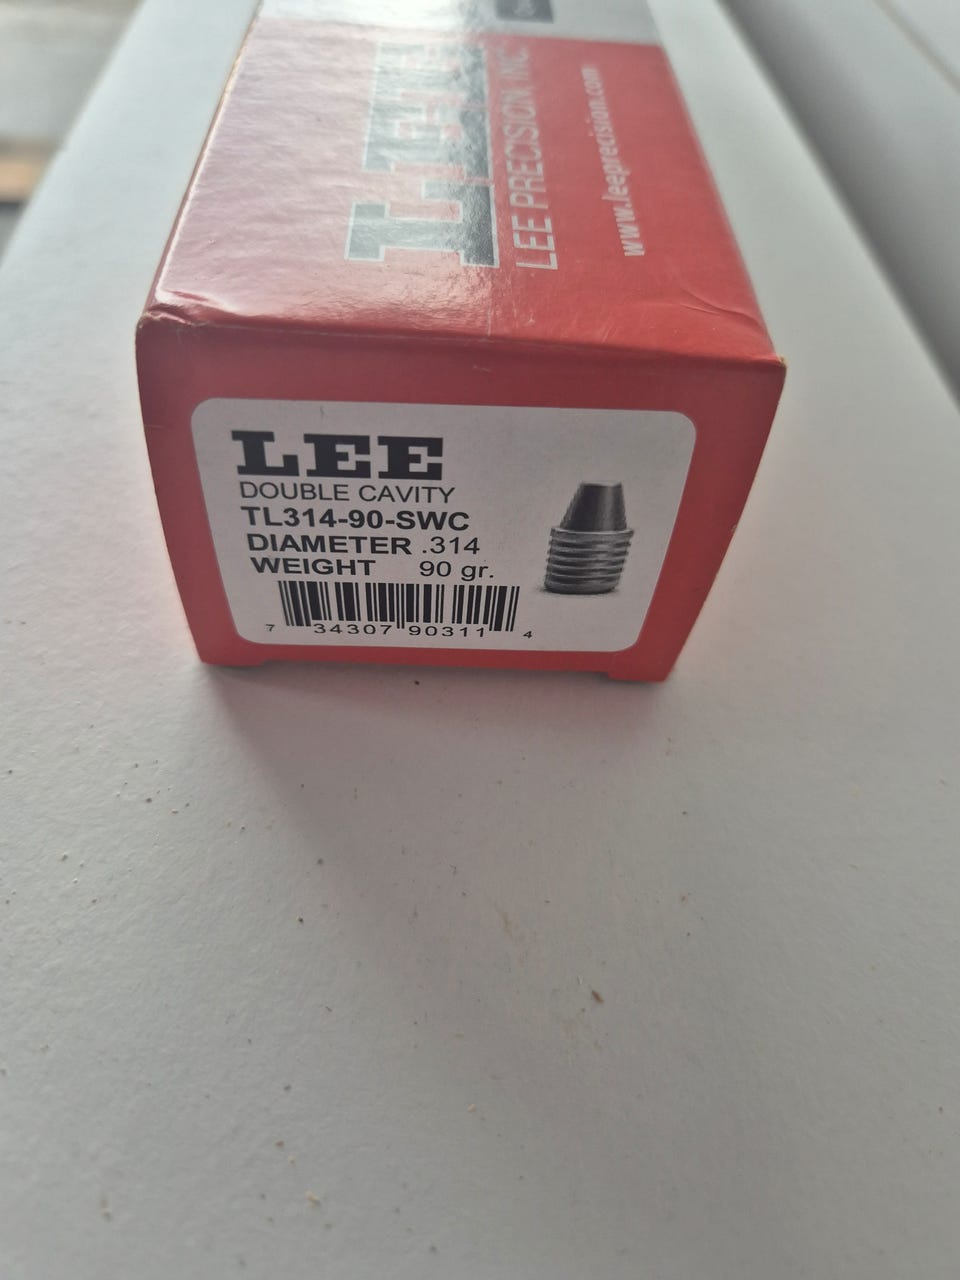 LEE
LEE PRECISION, INC
www.leeprecision.com
LEE
DOUBLE CAVITY
TL314-90-SWC
DIAMETER .314
WEIGHT 90 gr.
7 34307 90311 4